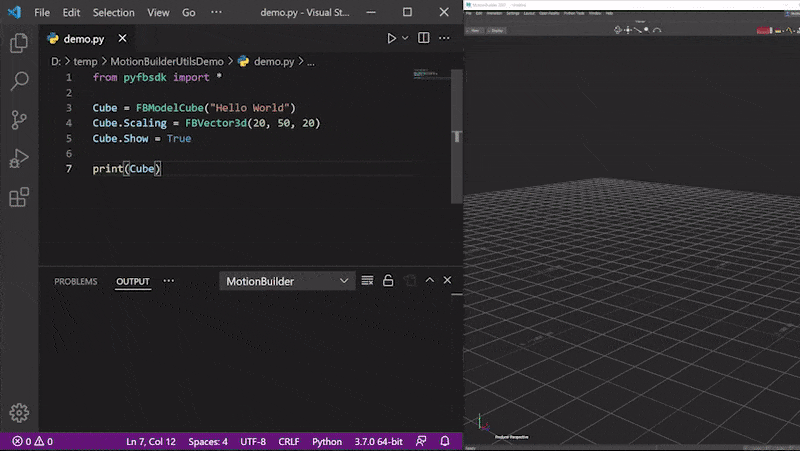 File Edit Selection View Go ··· demo.py - Visual St...
demo.py
D: > temp > MotionBuilderUtilsDemo > demo.py > ...
1 from pyfbsdk import *
2
3 Cube = FBModelCube("Hello World")
4 Cube.Scaling = FBVector3d(20, 50, 20)
5 Cube.Show = True
6
7 print(Cube)
PROBLEMS OUTPUT ··· MotionBuilder
0 0 Ln 7, Col 12 Spaces: 4 UTF-8 CRLF Python 3.7.0 64-bit
File Edit Animation Settings Layout Open Reality Python Tools Window Help
View Display
Producer Perspective